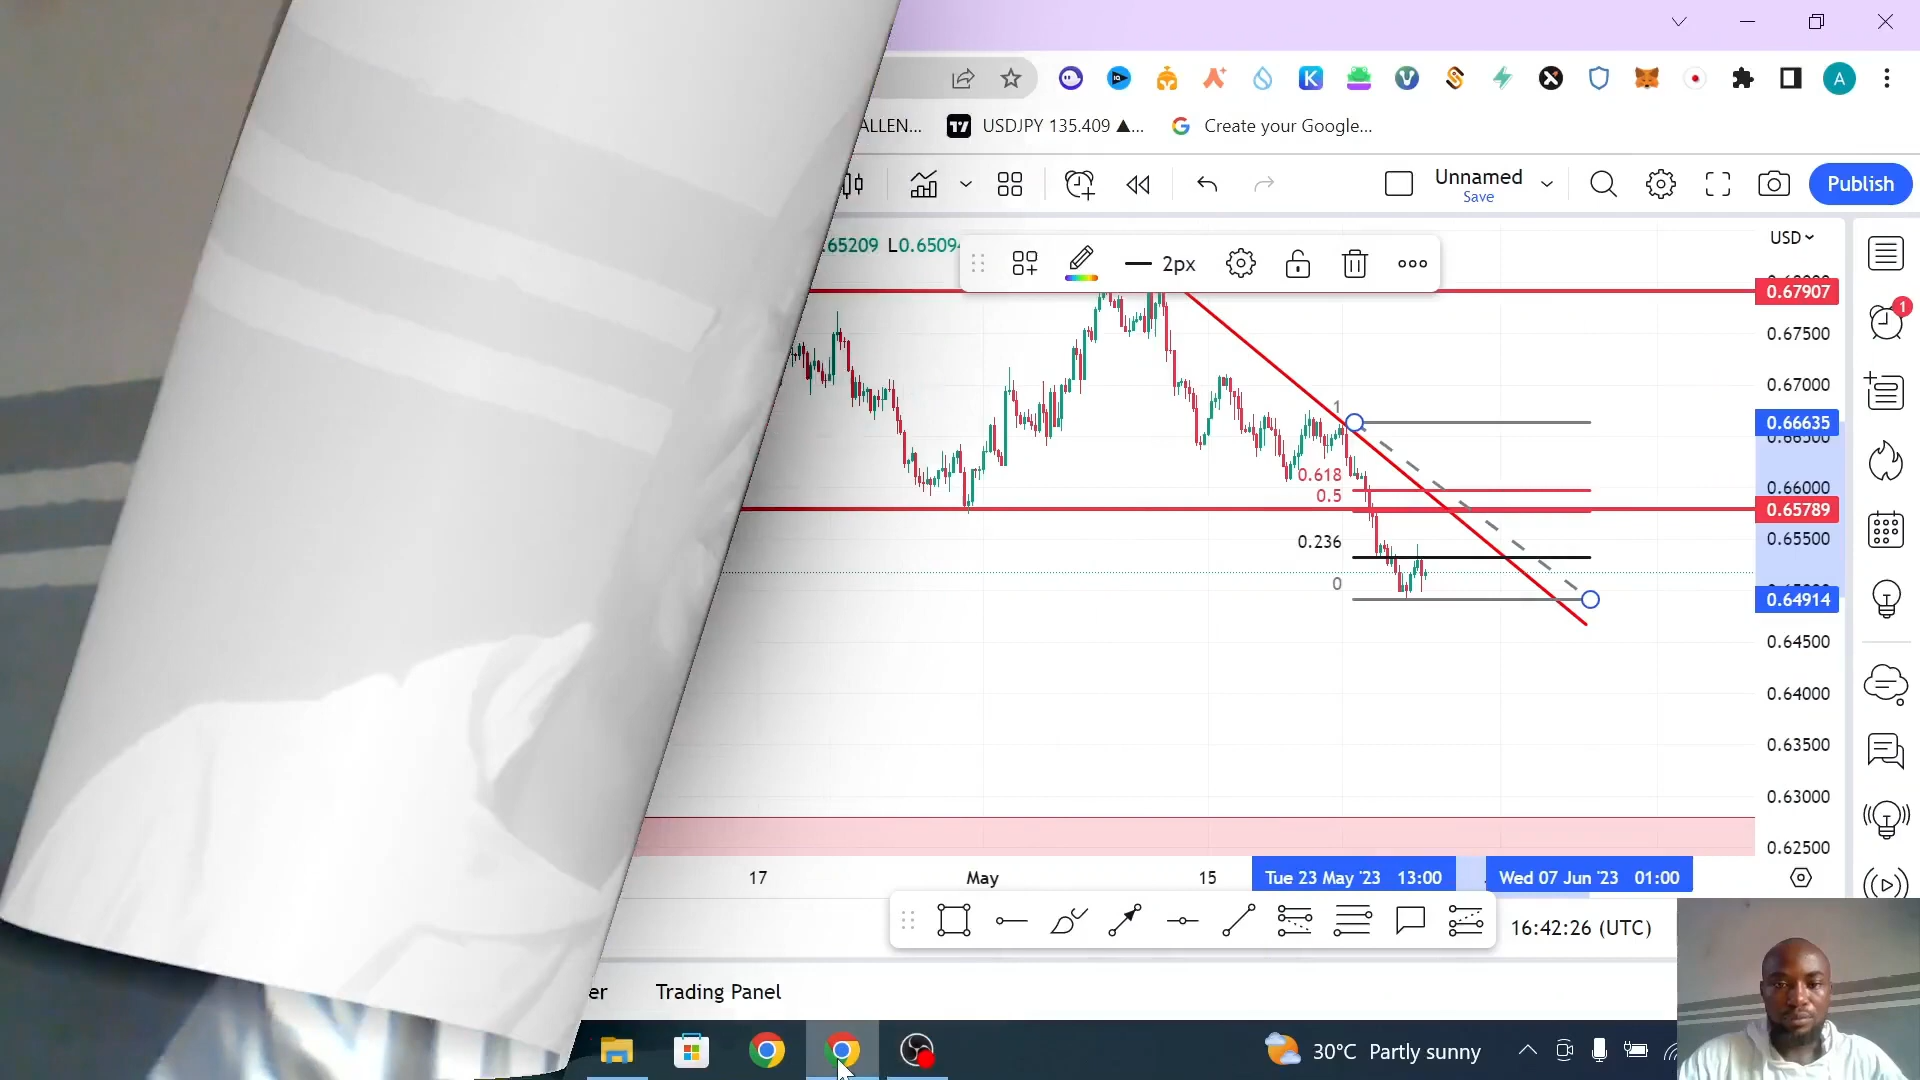 ALLEN...
USDJPY 135.409 ▲...
Create your Google...
Unnamed
Save
Publish
65209 L0.6509
2px
USD
0.67907
0.67500
0.67000
0.66635
0.66000
0.65789
0.65500
0.64914
0.64500
0.64000
0.63500
0.63000
0.62500
1
0.618
0.5
0.236
0
1
17
May
15
Tue 23 May '23 13:00
Wed 07 Jun '23 01:00
16:42:26 (UTC)
er
Trading Panel
30°C Partly sunny
A